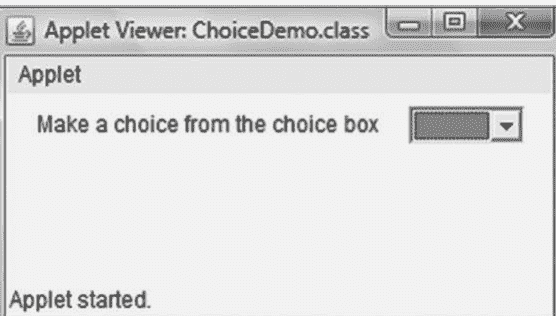 Applet Viewer: ChoiceDemo.class
Applet
Make a choice from the choice box
Applet started.